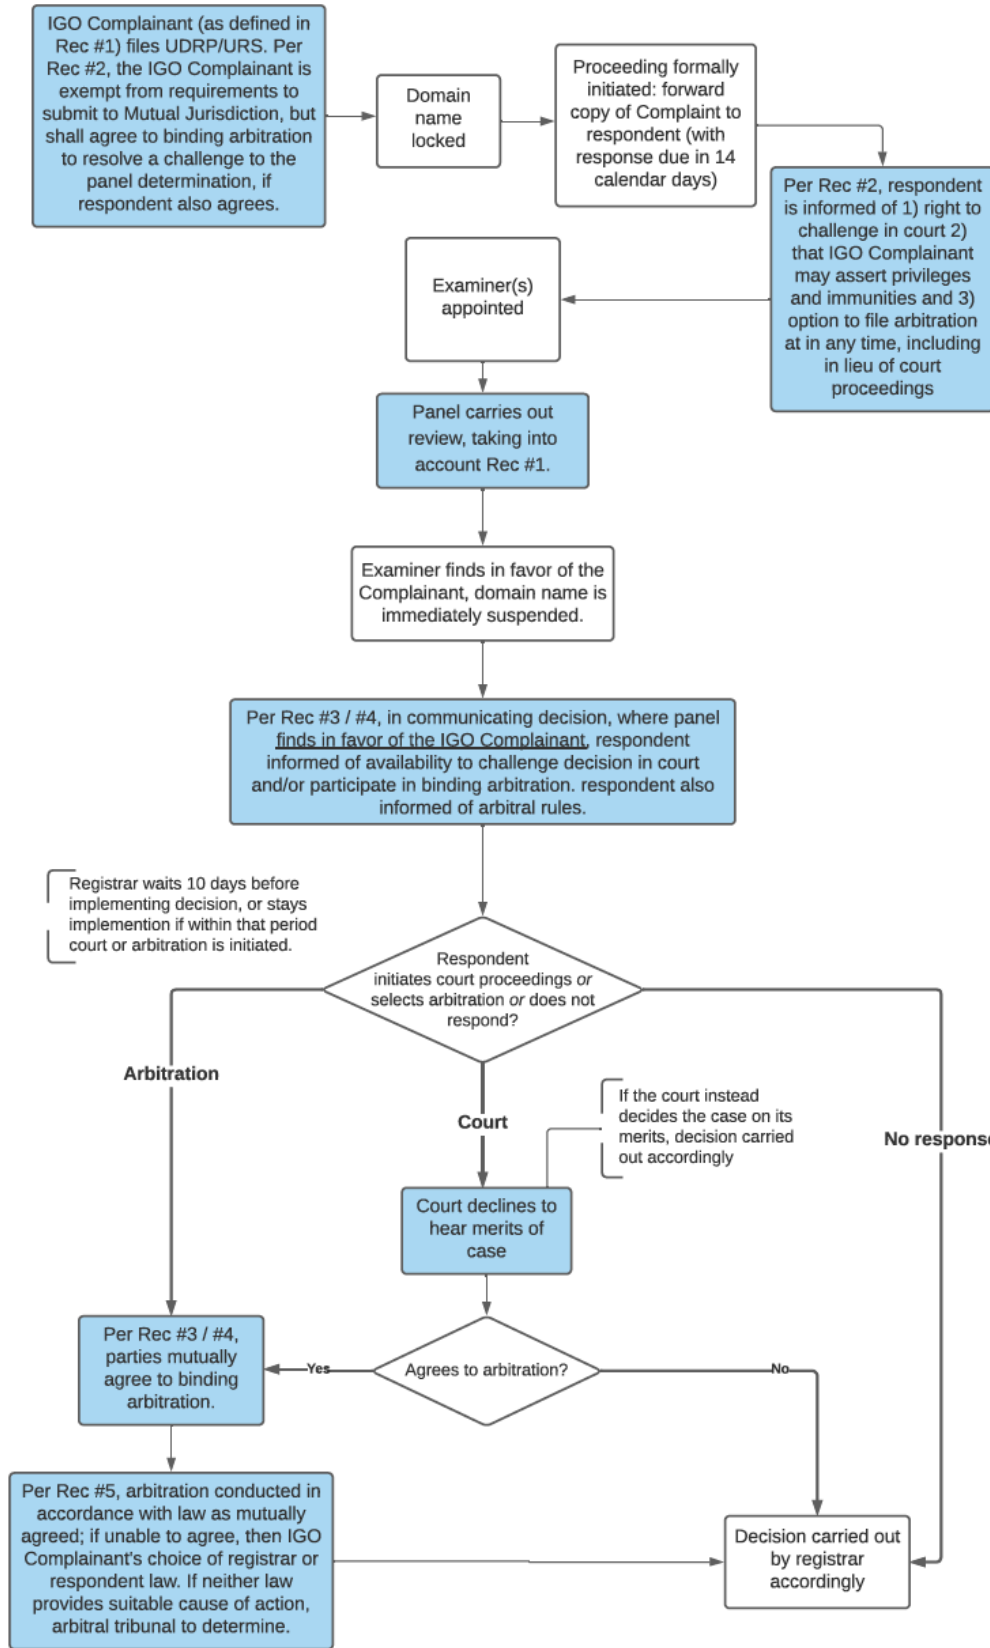 IGO Complainant (as defined in
Rec #1) files UDRP/URS. Per
Rec #2, the IGO Complainant is
exempt from requirements to
submit to Mutual Jurisdiction, but
shall agree to binding arbitration
to resolve a challenge to the
panel determination, if
respondent also agrees.
Domain
name
locked
Proceeding formally
initiated: forward
copy of Complaint to
respondent (with
response due in 14
calendar days)
Per Rec #2, respondent
is informed of 1) right to
challenge in court 2)
that IGO Complainant
may assert privileges
and immunities and 3)
option to file arbitration
at in any time, including
in lieu of court
proceedings
Examiner(s)
appointed
Panel carries out
review, taking into
account Rec #1.
Examiner finds in favor of the
Complainant, domain name is
immediately suspended.
Per Rec #3 / #4, in communicating decision, where panel
finds in favor of the IGO Complainant, respondent
informed of availability to challenge decision in court
and/or participate in binding arbitration. respondent also
informed of arbitral rules.
Registrar waits 10 days before
implementing decision, or stays
implemention if within that period
court or arbitration is initiated.
Respondent
initiates court proceedings or
selects arbitration or does not
respond?
Arbitration
Court
No response
If the court instead
decides the case on its
merits, decision carried
out accordingly
Court declines to
hear merits of
case
Agrees to arbitration?
Yes
No
Per Rec #3 / #4,
parties mutually
agree to binding
arbitration.
Per Rec #5, arbitration conducted in
accordance with law as mutually
agreed; if unable to agree, then IGO
Complainant's choice of registrar or
respondent law. If neither law
provides suitable cause of action,
arbitral tribunal to determine.
Decision carried out
by registrar
accordingly